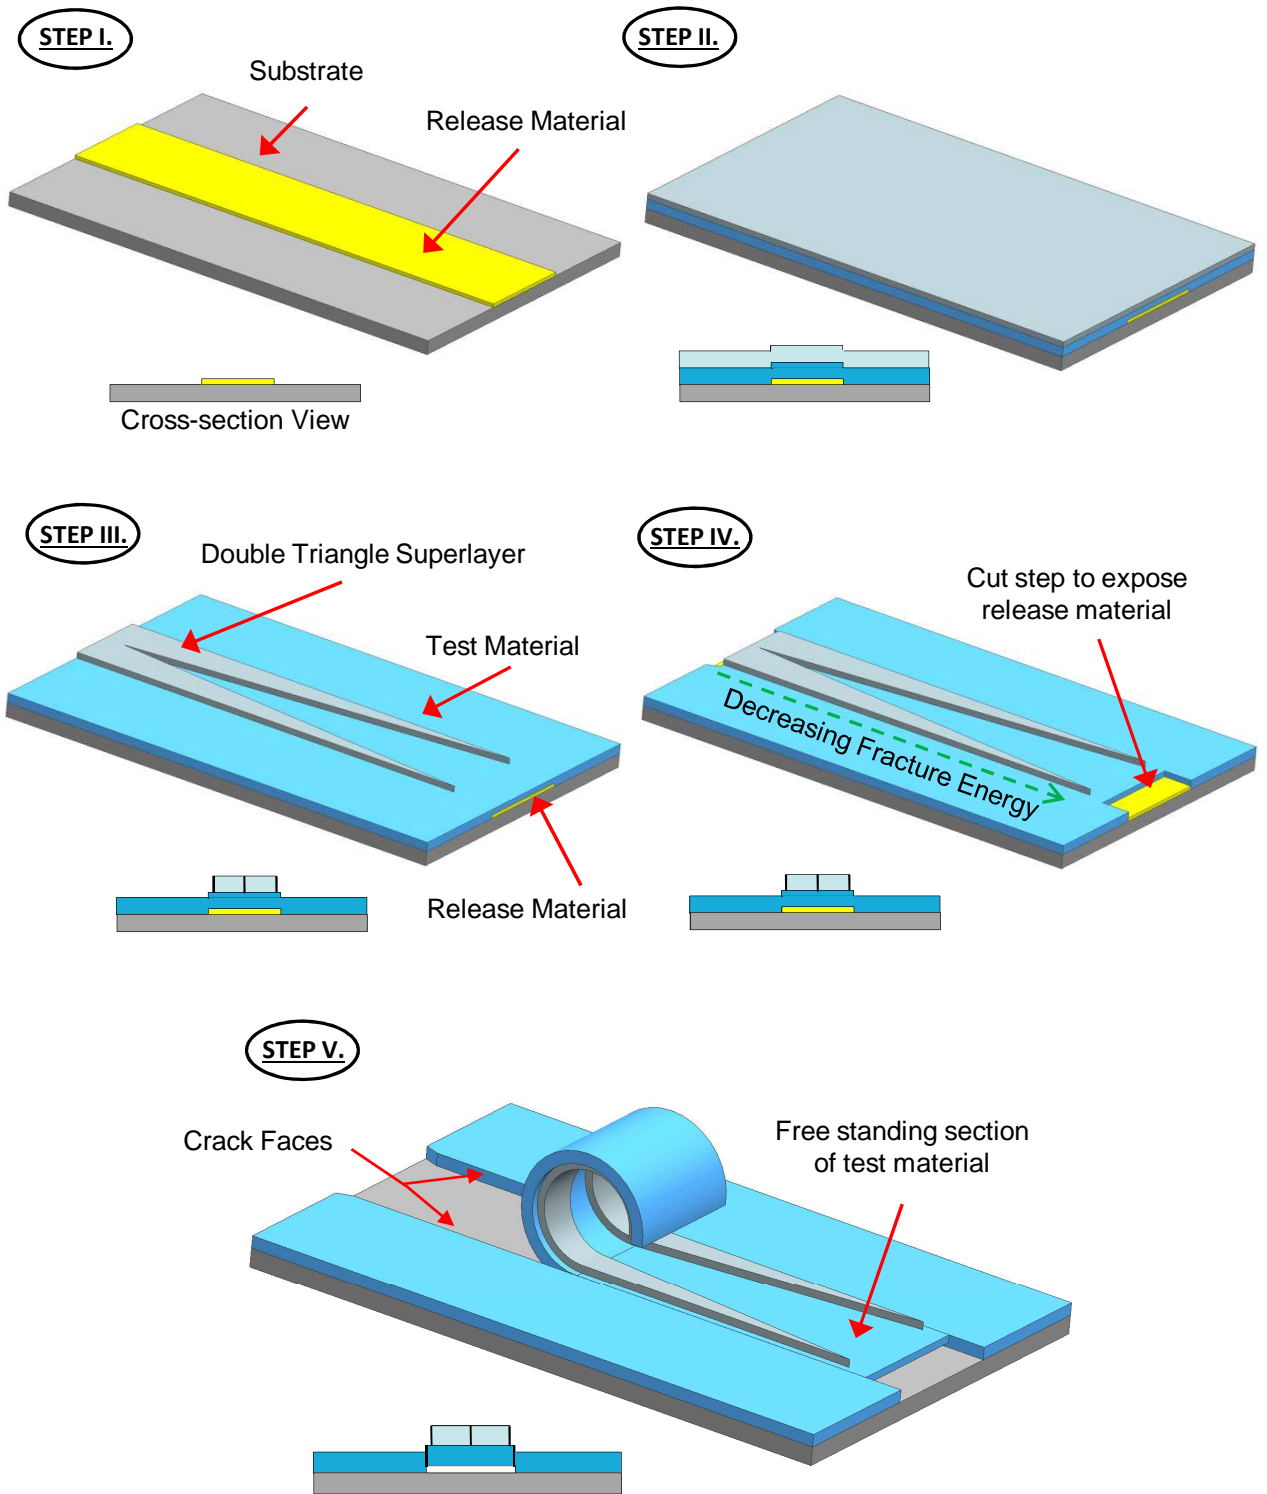 STEP I.
Substrate
Release Material
Cross-section View
STEP II.
STEP III.
Double Triangle Superlayer
Test Material
Release Material
STEP IV.
Cut step to expose
release material
Decreasing Fracture Energy
STEP V.
Crack Faces
Free standing section
of test material